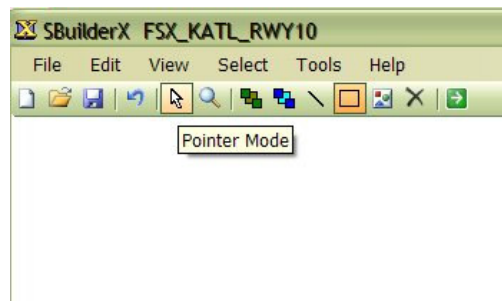 SBuilderX FSX_KATL_RWY10
File Edit View Select Tools Help
Pointer Mode